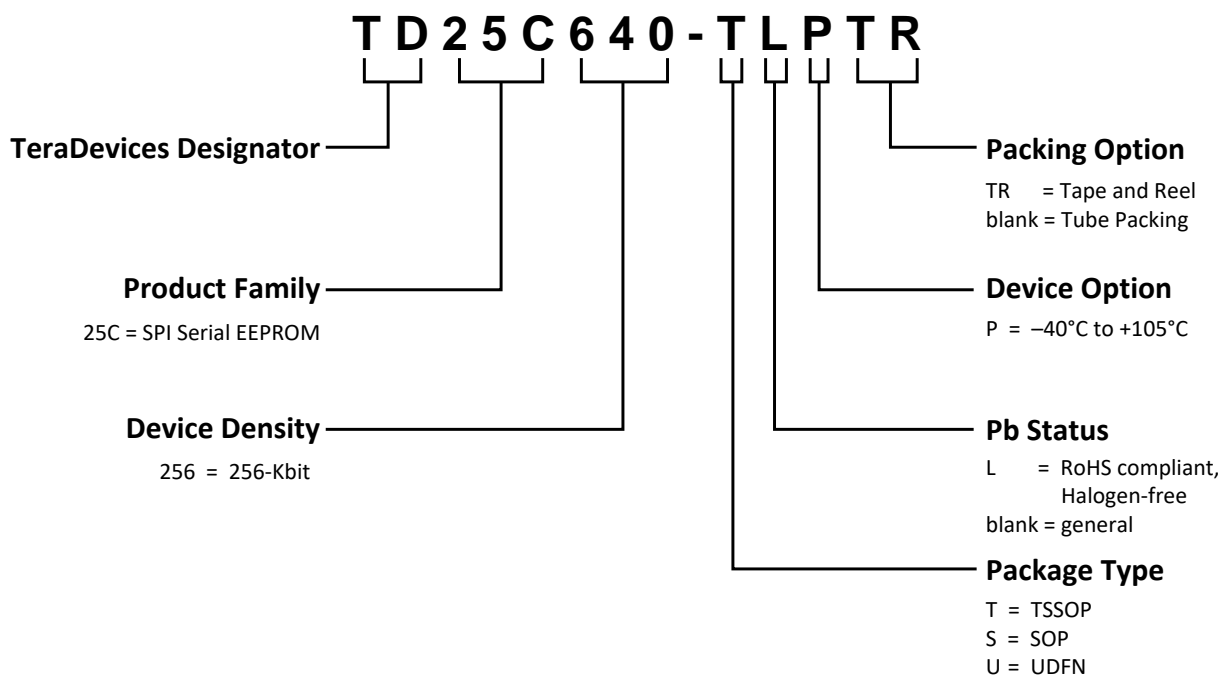 TD25C640-TLPTR
TeraDevices Designator
Product Family
25C = SPI Serial EEPROM
Device Density
256 = 256-Kbit
Packing Option
TR = Tape and Reel
blank = Tube Packing
Device Option
P = –40°C to +105°C
Pb Status
L = RoHS compliant,
Halogen-free
blank = general
Package Type
T = TSSOP
S = SOP
U = UDFN